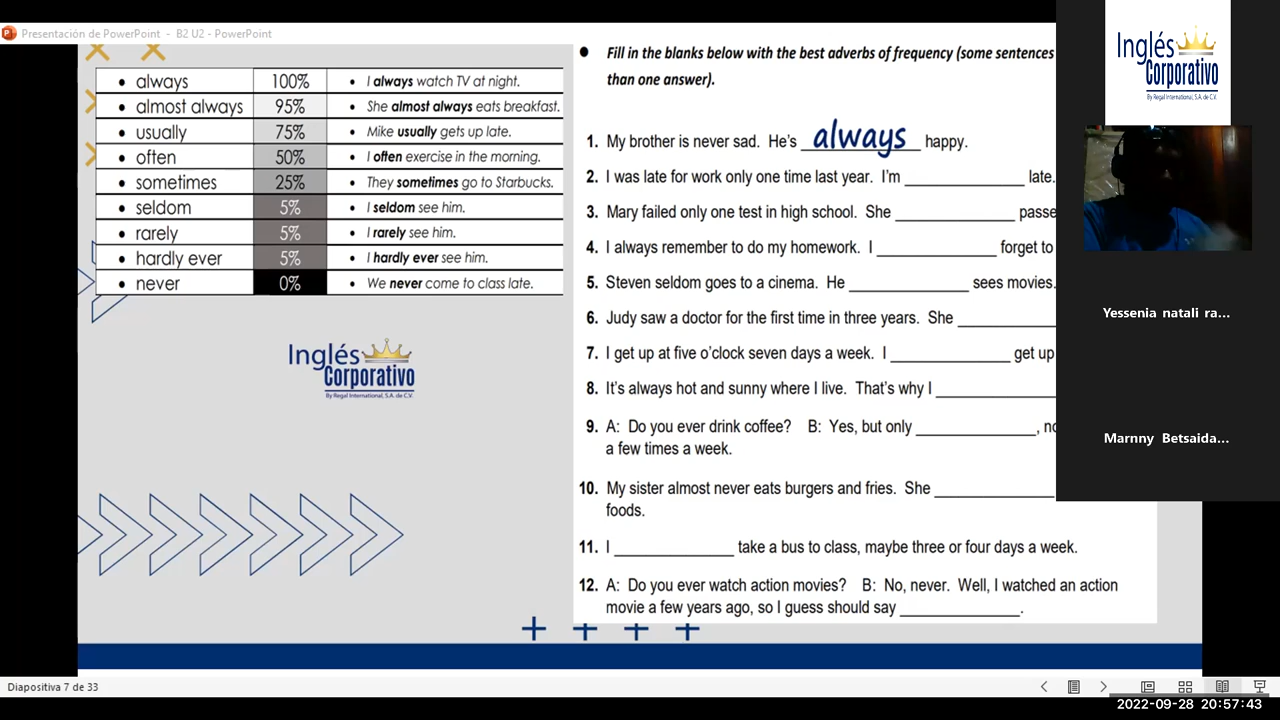 Presentación de PowerPoint - B2 U2 - PowerPoint
always 100% I always watch TV at night.
almost always 95% She almost always eats breakfast.
usually 75% Mike usually gets up late.
often 50% I often exercise in the morning.
sometimes 25% They sometimes go to Starbucks.
seldom 5% I seldom see him.
rarely 5% I rarely see him.
hardly ever 5% I hardly ever see him.
never 0% We never come to class late.
Inglés
Corporativo
By Regal International, S.A. de C.V.
Fill in the blanks below with the best adverbs of frequency (some sentences
than one answer).
1. My brother is never sad. He's always happy.
2. I was late for work only one time last year. I'm ______________ late.
3. Mary failed only one test in high school. She ______________ passe
4. I always remember to do my homework. I ______________ forget to
5. Steven seldom goes to a cinema. He ______________ sees movies.
6. Judy saw a doctor for the first time in three years. She ______________
7. I get up at five o'clock seven days a week. I ______________ get up
8. It's always hot and sunny where I live. That's why I ______________
9. A: Do you ever drink coffee? B: Yes, but only ______________, no
a few times a week.
10. My sister almost never eats burgers and fries. She ______________
foods.
11. I ______________ take a bus to class, maybe three or four days a week.
12. A: Do you ever watch action movies? B: No, never. Well, I watched an action
movie a few years ago, so I guess should say ______________.
Inglés
Corporativo
By Regal International, S.A. de C.V.
Yessenia natali ra...
Marnny Betsaida...
Diapositiva 7 de 33
2022-09-28 20:57:43